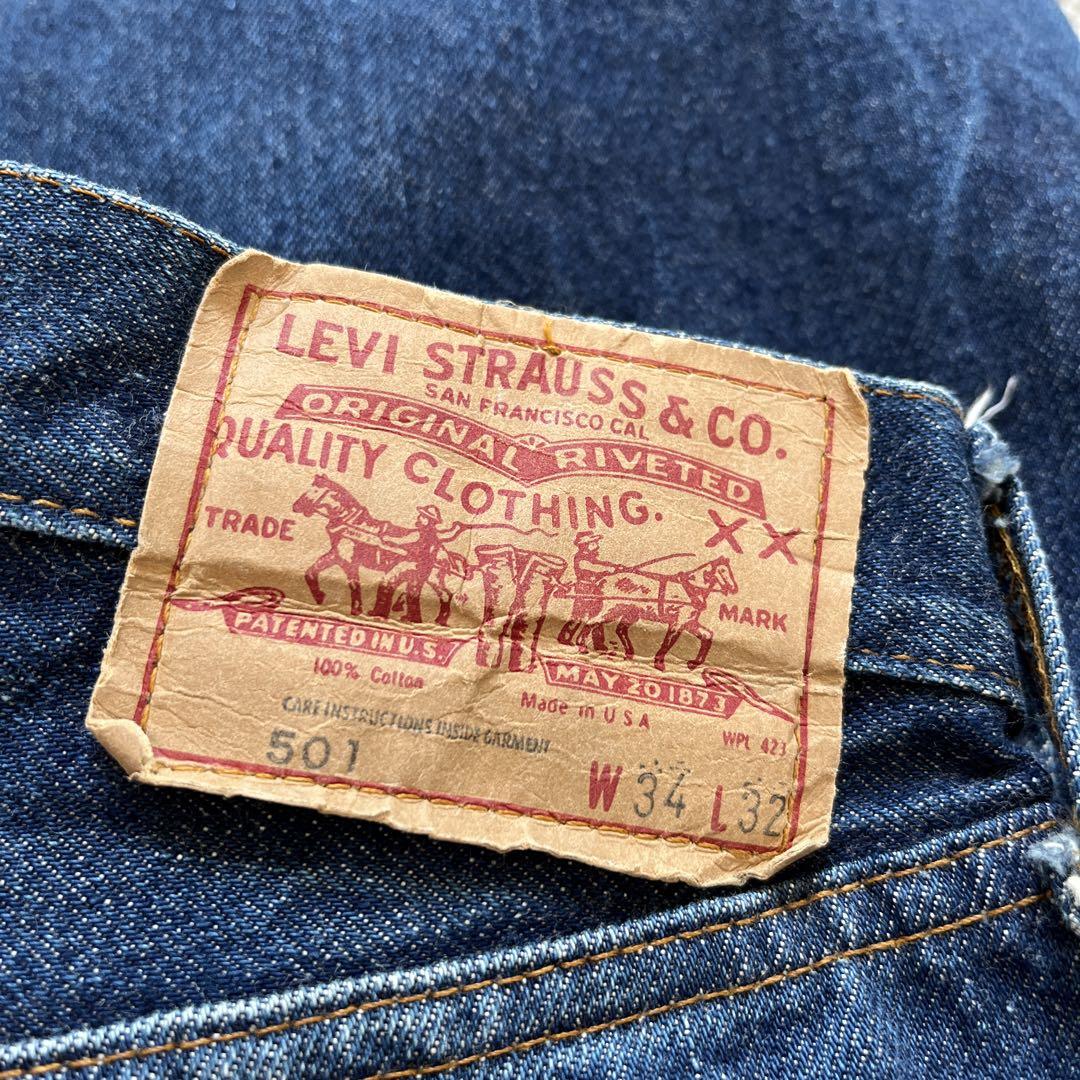 LEVI STRAUSS & CO.
SAN FRANCISCO CAL
ORIGINAL RIVETED
QUALITY CLOTHING.
XX
TRADE
MARK
PATENTED IN U.S.
MAY 20 1873
100% Cotton
Made in U S A
WPL 423
CARE INSTRUCTIONS INSIDE GARMENT
501
W 34 L 32